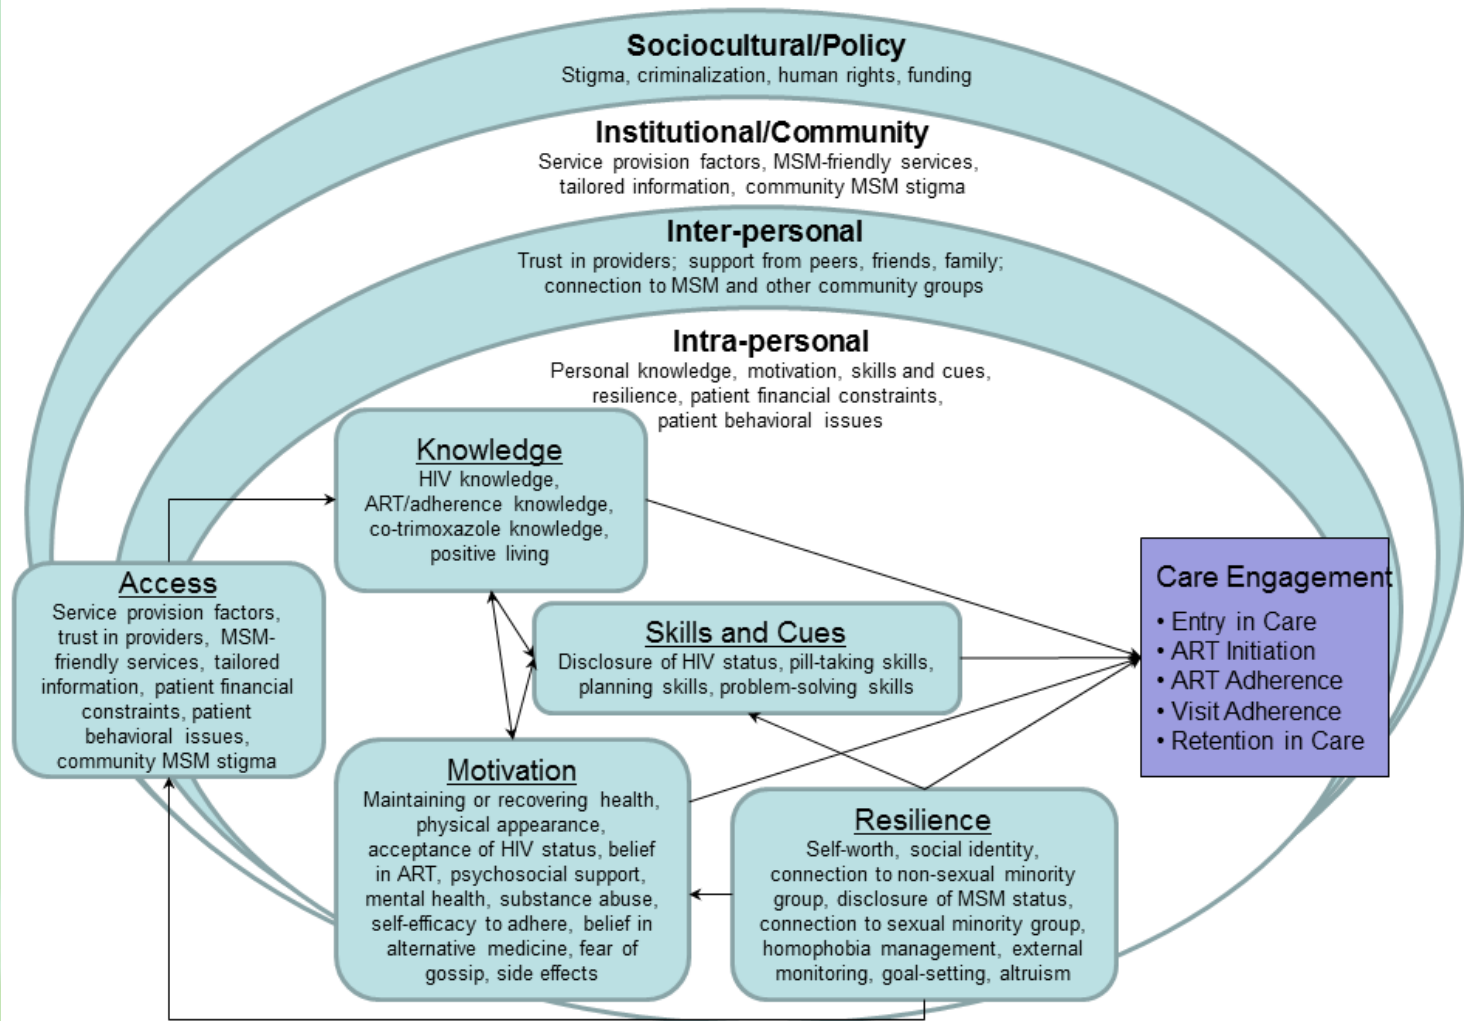 Sociocultural/Policy
Stigma, criminalization, human rights, funding
Institutional/Community
Service provision factors, MSM-friendly services,
tailored information, community MSM stigma
Inter-personal
Trust in providers; support from peers, friends, family;
connection to MSM and other community groups
Intra-personal
Personal knowledge, motivation, skills and cues,
resilience, patient financial constraints,
patient behavioral issues
Knowledge
HIV knowledge,
ART/adherence knowledge,
co-trimoxazole knowledge,
positive living
Access
Service provision factors,
trust in providers, MSM-
friendly services, tailored
information, patient financial
constraints, patient
behavioral issues,
community MSM stigma
Skills and Cues
Disclosure of HIV status, pill-taking skills,
planning skills, problem-solving skills
Care Engagement
• Entry in Care
• ART Initiation
• ART Adherence
• Visit Adherence
• Retention in Care
Motivation
Maintaining or recovering health,
physical appearance,
acceptance of HIV status, belief
in ART, psychosocial support,
mental health, substance abuse,
self-efficacy to adhere, belief in
alternative medicine, fear of
gossip, side effects
Resilience
Self-worth, social identity,
connection to non-sexual minority
group, disclosure of MSM status,
connection to sexual minority group,
homophobia management, external
monitoring, goal-setting, altruism